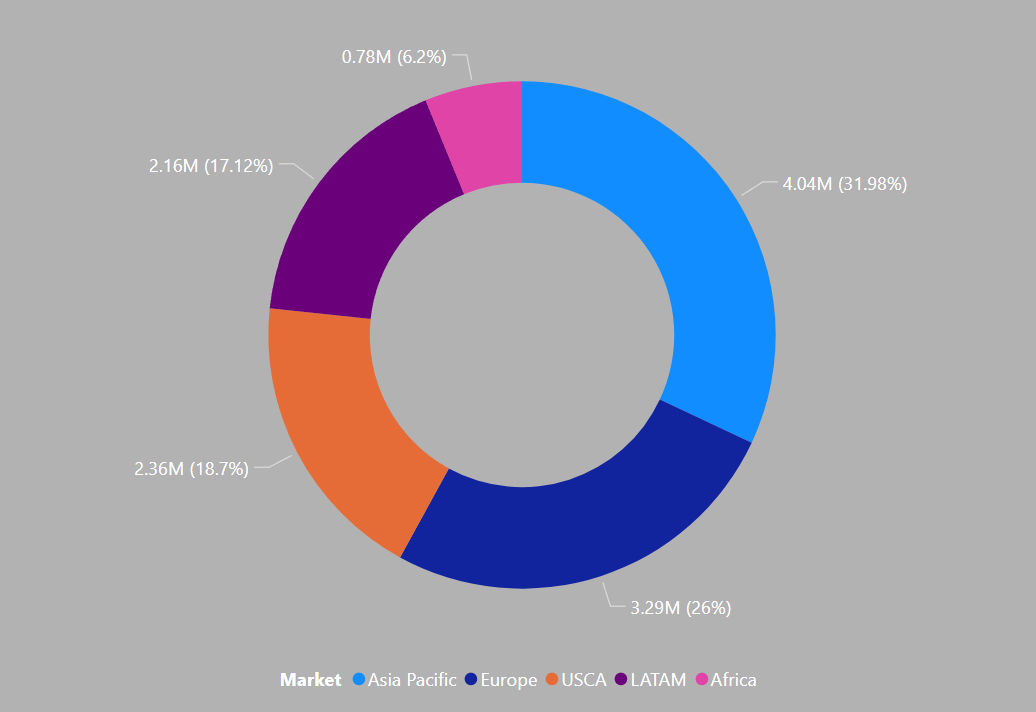 0.78M (6.2%)
2.16M (17.12%)
4.04M (31.98%)
2.36M (18.7%)
3.29M (26%)
Market Asia Pacific Europe USCA LATAM Africa